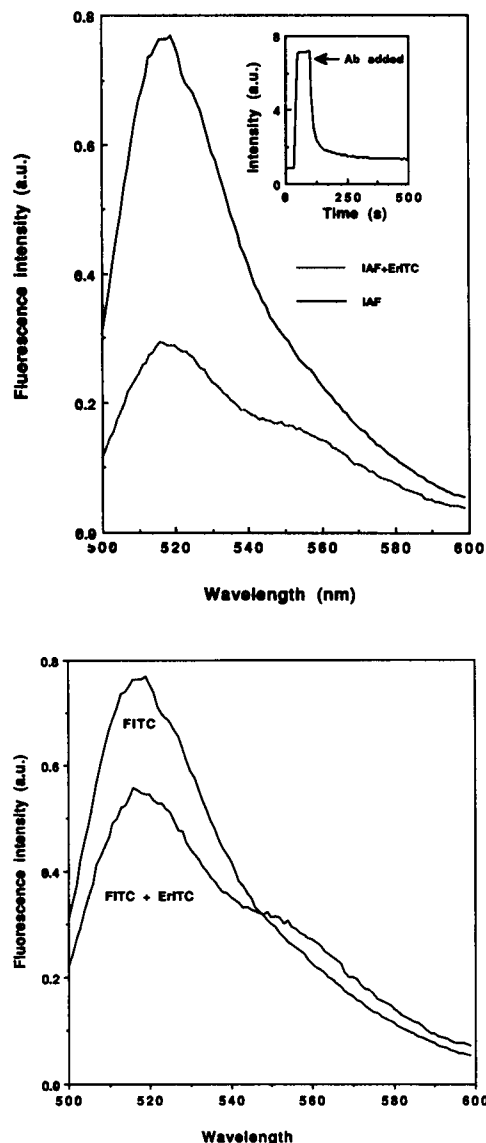 0.8
0.6
0.4
0.2
0.0
Fluorescence intensity (a.u.)
500 520 540 560 580 600
Wavelength (nm)
8
6
4
2
0
Intensity (a.u.)
Ab added
0 250 500
Time (s)
IAF+ErITC
IAF
0.8
0.6
0.4
0.2
0.0
Fluorescence intensity (a.u.)
FITC
FITC + ErITC
500 520 540 560 580 600
Wavelength